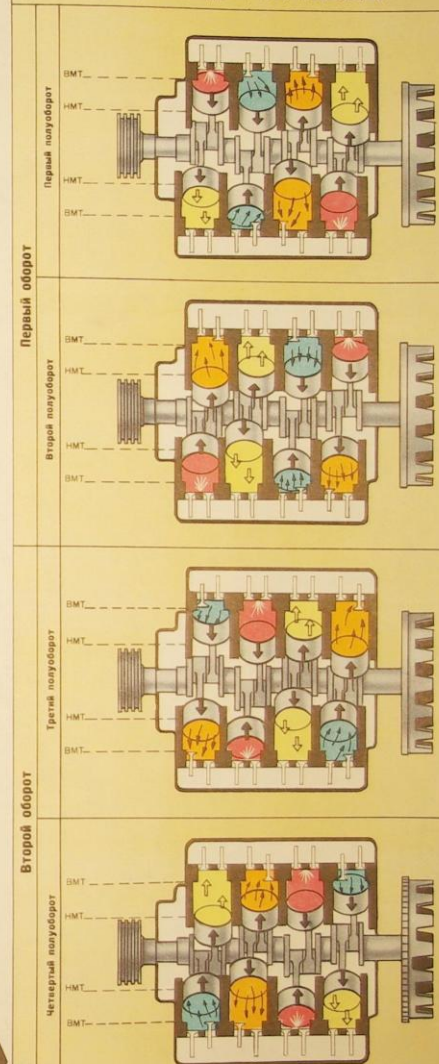 Первый оборот
Первый полуоборот
ВМТ
НМТ
НМТ
ВМТ
Второй полуоборот
ВМТ
НМТ
НМТ
ВМТ
Второй оборот
Третий полуоборот
ВМТ
НМТ
НМТ
ВМТ
Четвертый полуоборот
ВМТ
НМТ
НМТ
ВМТ